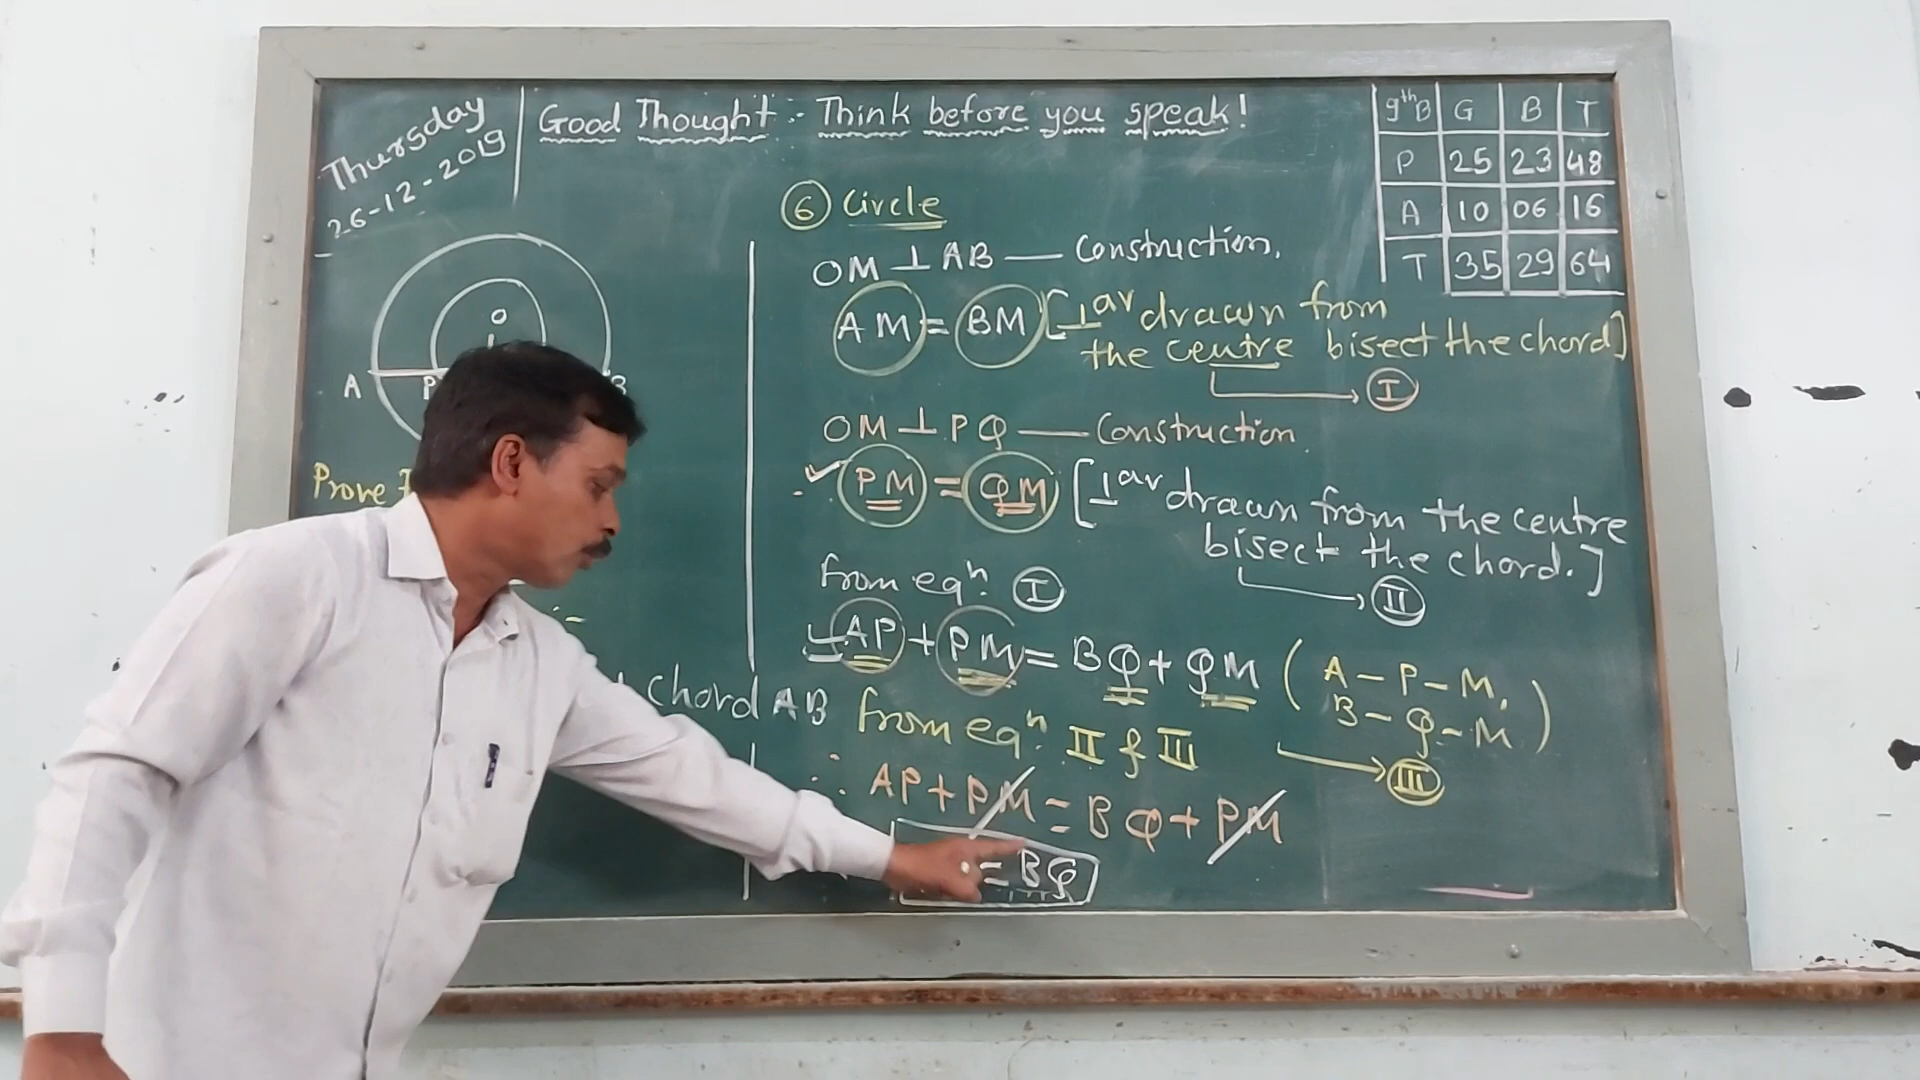 Thursday
26-12-2019
Good Thought :- Think before you speak!
9th B G B T
P 25 23 48
A 10 06 16
T 35 29 64
O
A P B
Prove
chord AB
⑥ Circle
OM ⊥ AB — Construction.
AM = BM [⊥ar drawn from
the centre bisect the chord]
I
OM ⊥ PQ — Construction
PM = QM [⊥ar drawn from the centre
bisect the chord.]
II
from eqn. I
AP + PM = BQ + QM (A - P - M,
B - Q - M)
III
from eqn. II & III
∴ AP + PM = BQ + PM
= BQ